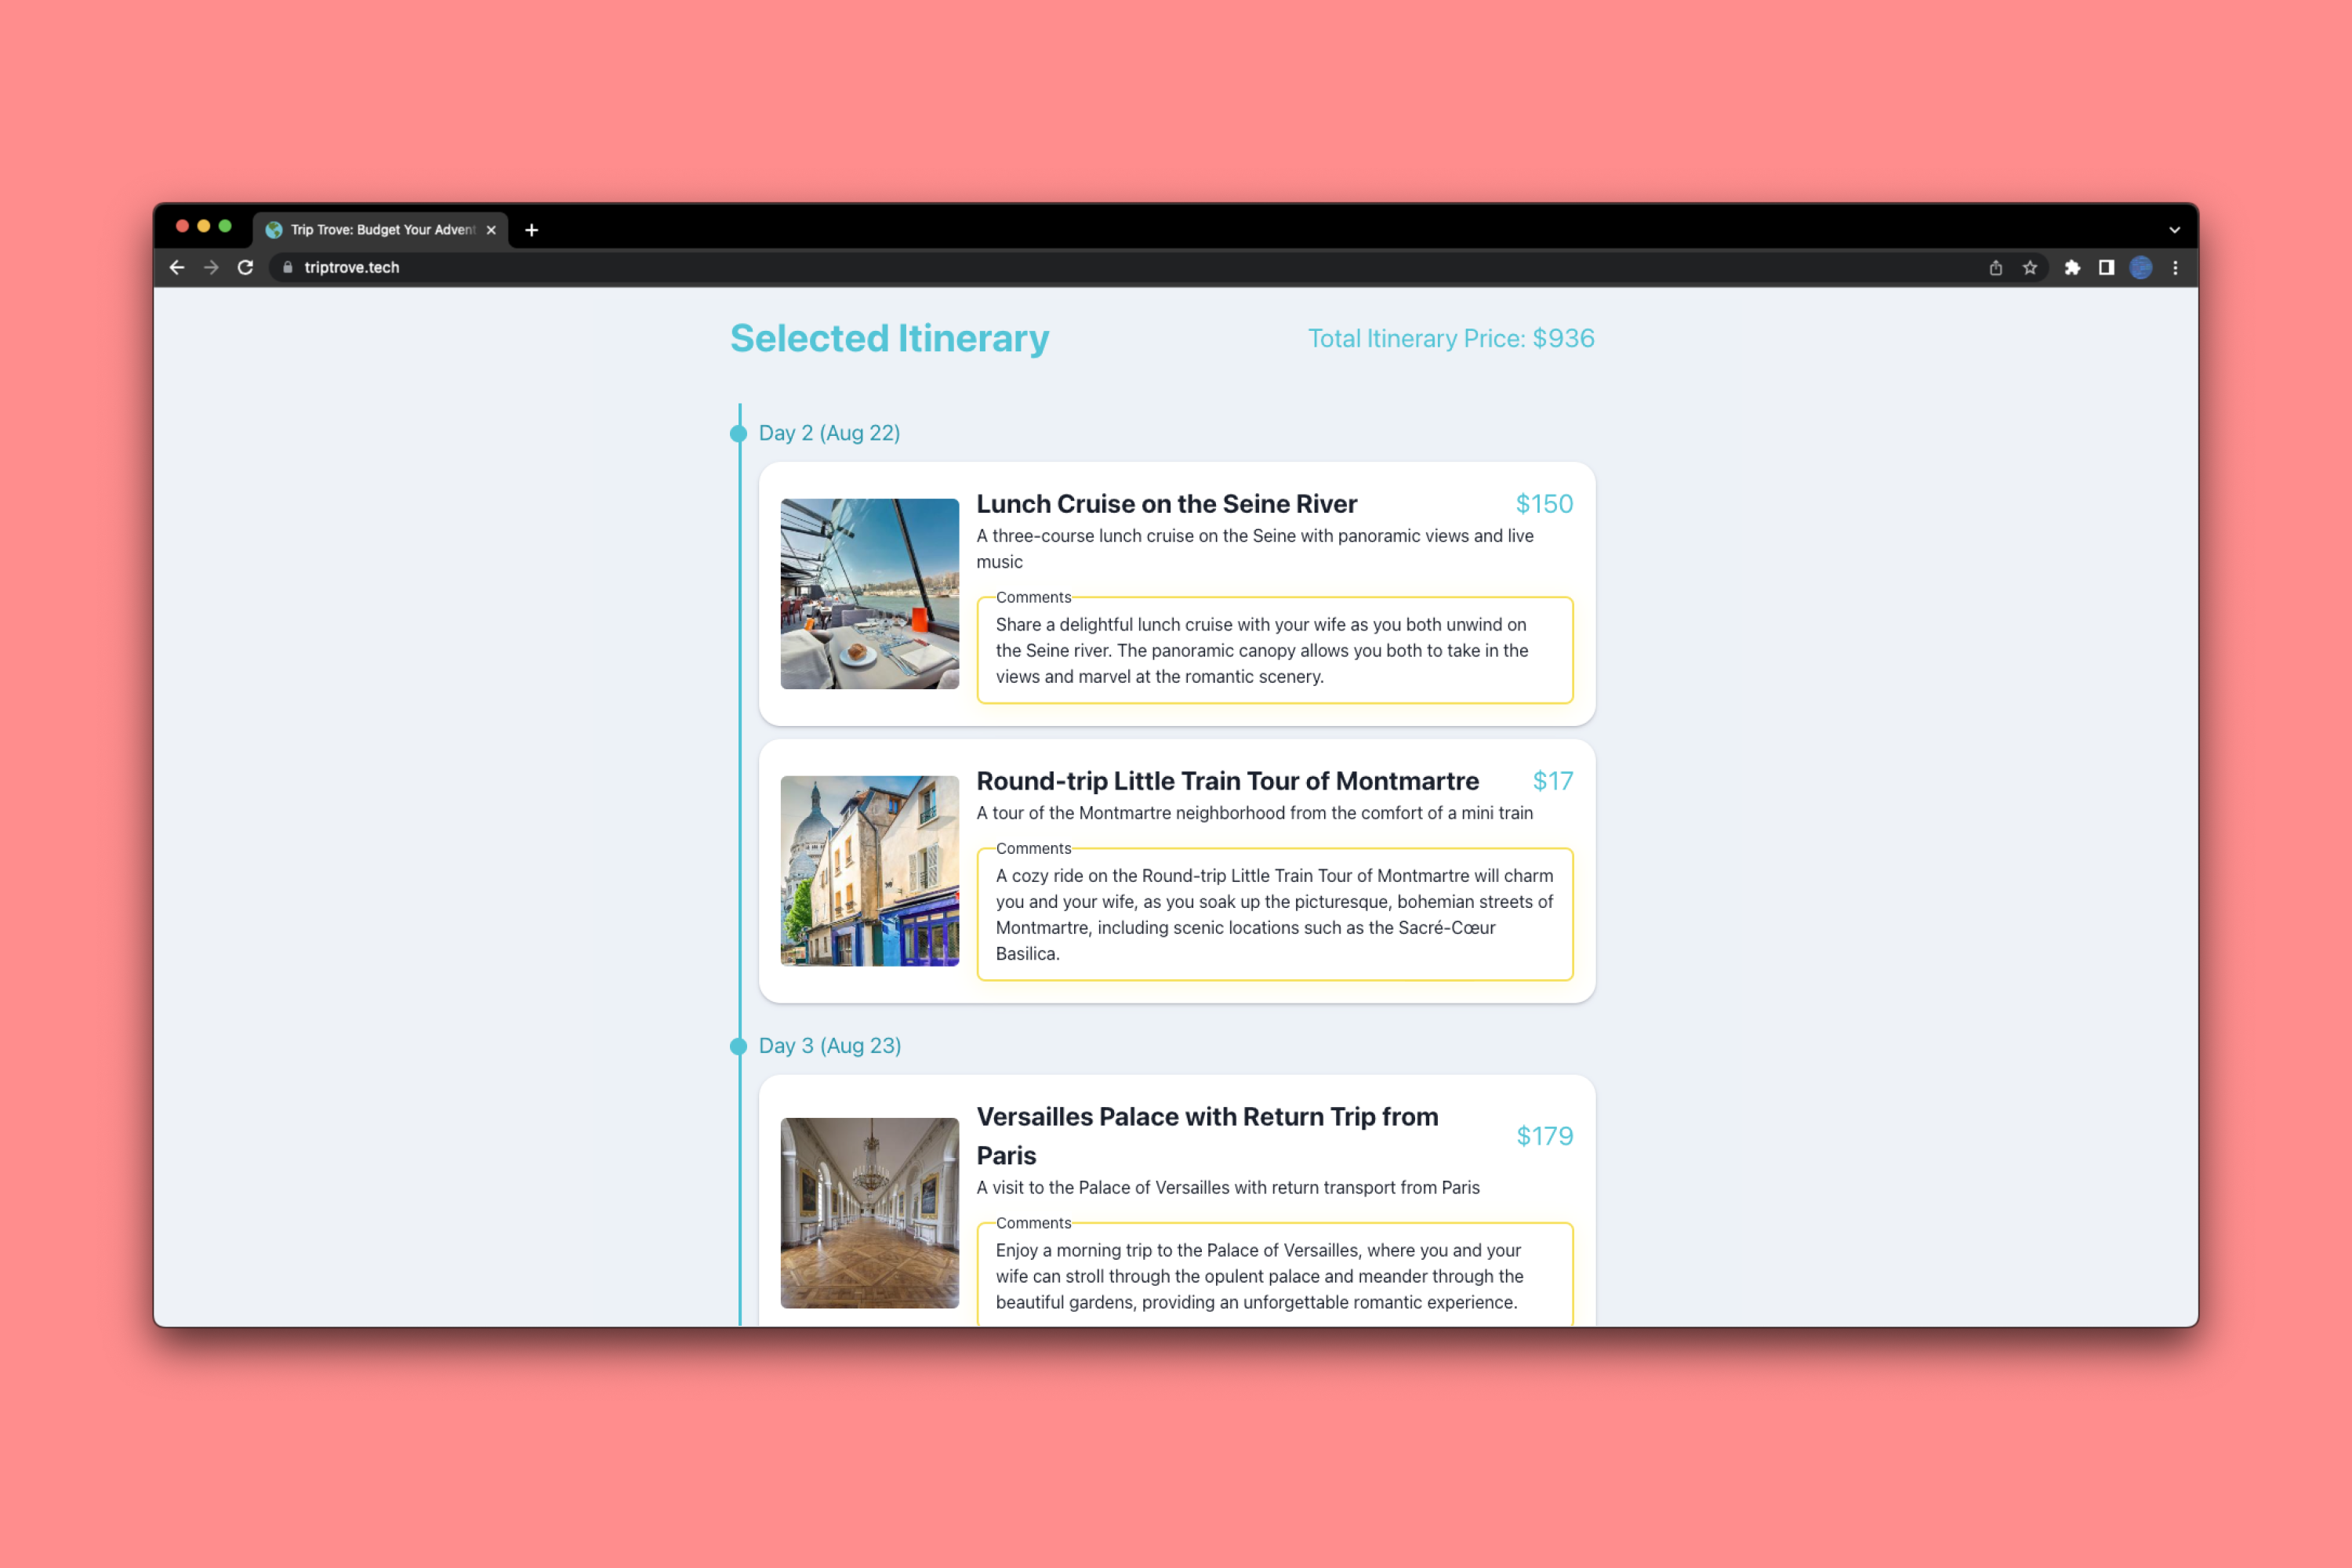 Trip Trove: Budget Your Advent
triptrove.tech
Selected Itinerary
Total Itinerary Price: $936
Day 2 (Aug 22)
Lunch Cruise on the Seine River
$150
A three-course lunch cruise on the Seine with panoramic views and live
music
Comments
Share a delightful lunch cruise with your wife as you both unwind on
the Seine river. The panoramic canopy allows you both to take in the
views and marvel at the romantic scenery.
Round-trip Little Train Tour of Montmartre
$17
A tour of the Montmartre neighborhood from the comfort of a mini train
Comments
A cozy ride on the Round-trip Little Train Tour of Montmartre will charm
you and your wife, as you soak up the picturesque, bohemian streets of
Montmartre, including scenic locations such as the Sacré-Cœur
Basilica.
Day 3 (Aug 23)
Versailles Palace with Return Trip from
Paris
$179
A visit to the Palace of Versailles with return transport from Paris
Comments
Enjoy a morning trip to the Palace of Versailles, where you and your
wife can stroll through the opulent palace and meander through the
beautiful gardens, providing an unforgettable romantic experience.